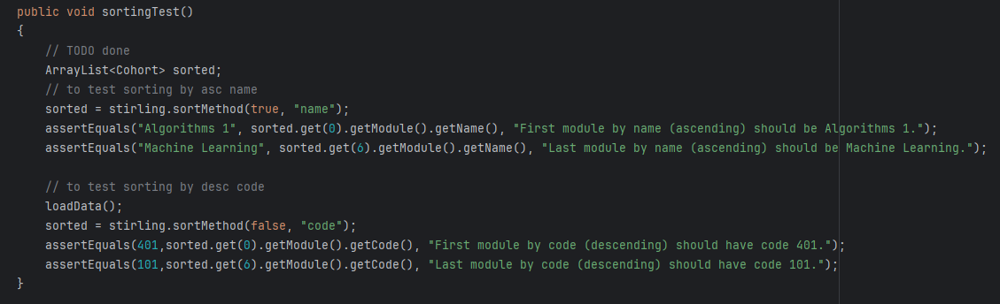 public void sortingTest()
{
// TODO done
ArrayList<Cohort> sorted;
// to test sorting by asc name
sorted = stirling.sortMethod(true, "name");
assertEquals("Algorithms 1", sorted.get(0).getModule().getName(), "First module by name (ascending) should be Algorithms 1.");
assertEquals("Machine Learning", sorted.get(6).getModule().getName(), "Last module by name (ascending) should be Machine Learning.");
// to test sorting by desc code
loadData();
sorted = stirling.sortMethod(false, "code");
assertEquals(401,sorted.get(0).getModule().getCode(), "First module by code (descending) should have code 401.");
assertEquals(101,sorted.get(6).getModule().getCode(), "Last module by code (descending) should have code 101.");
}